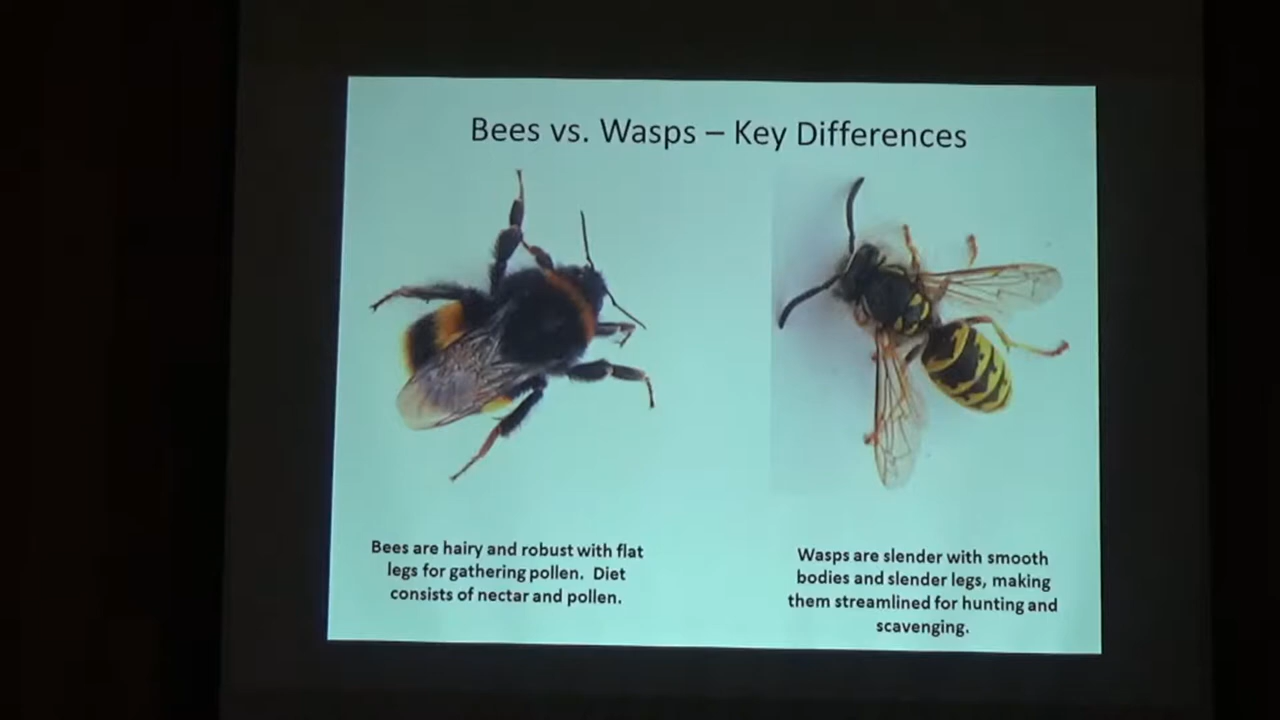 Bees vs. Wasps – Key Differences
Bees are hairy and robust with flat
legs for gathering pollen. Diet
consists of nectar and pollen.
Wasps are slender with smooth
bodies and slender legs, making
them streamlined for hunting and
scavenging.